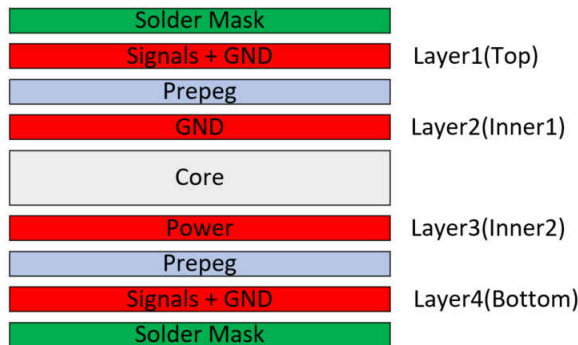 Solder Mask
Signals + GND Layer1(Top)
Prepeg
GND Layer2(Inner1)
Core
Power Layer3(Inner2)
Prepeg
Signals + GND Layer4(Bottom)
Solder Mask